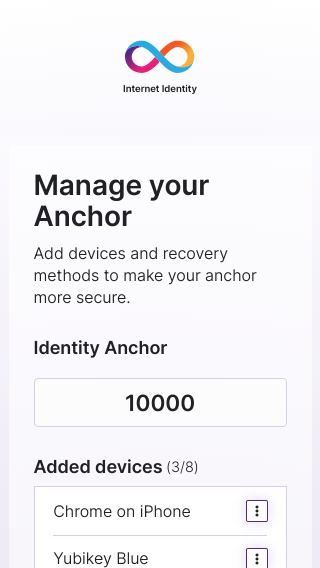 Internet Identity
Manage your
Anchor
Add devices and recovery
methods to make your anchor
more secure.
Identity Anchor
10000
Added devices (3/8)
Chrome on iPhone
Yubikey Blue